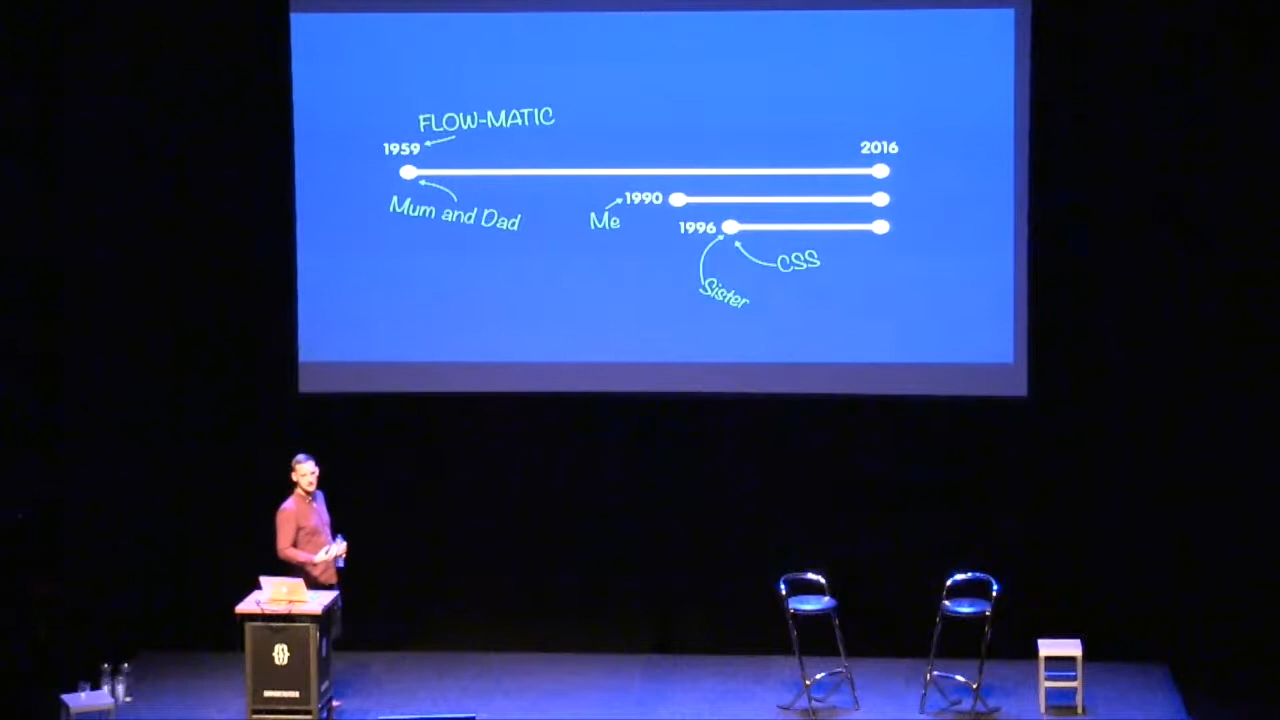 FLOW-MATIC
1959
2016
Mum and Dad
Me
1990
1996
CSS
Sister